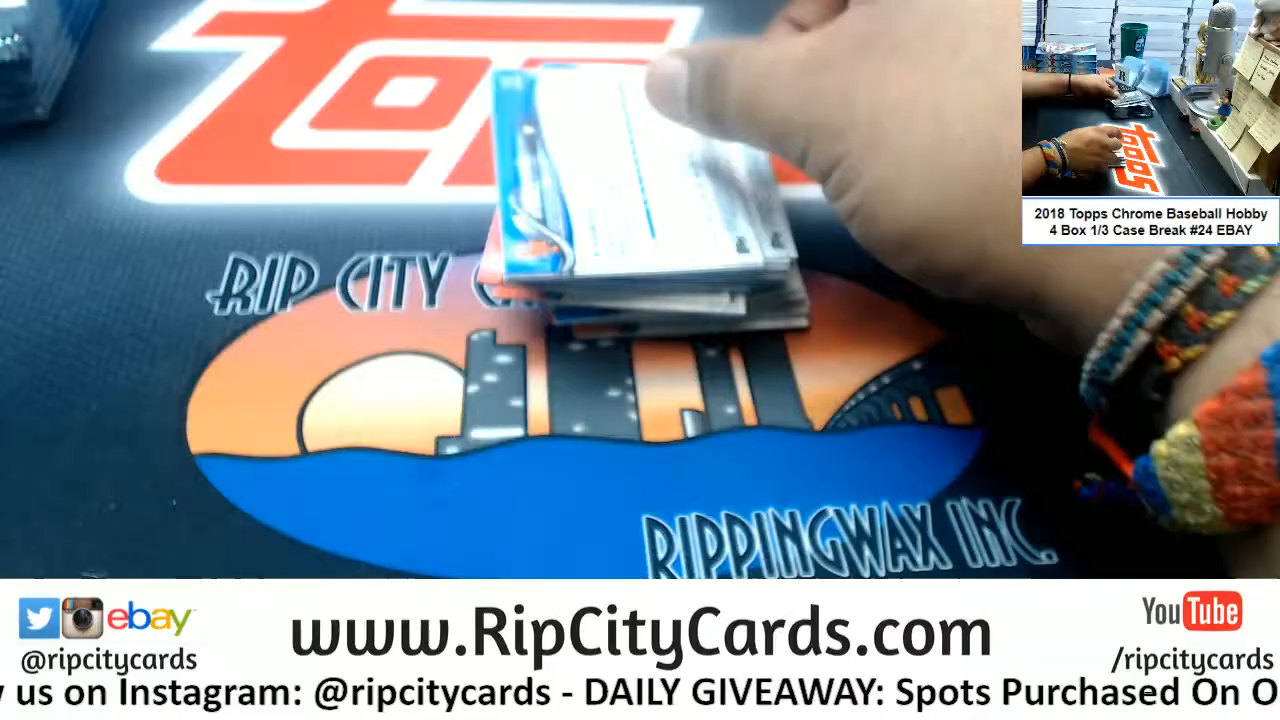 topps
RIP CITY
RIPPINGWAX INC.
topps
2018 Topps Chrome Baseball Hobby
4 Box 1/3 Case Break #24 EBAY
ebay
@ripcitycards
www.RipCityCards.com
YouTube
/ripcitycards
us on Instagram: @ripcitycards - DAILY GIVEAWAY: Spots Purchased On